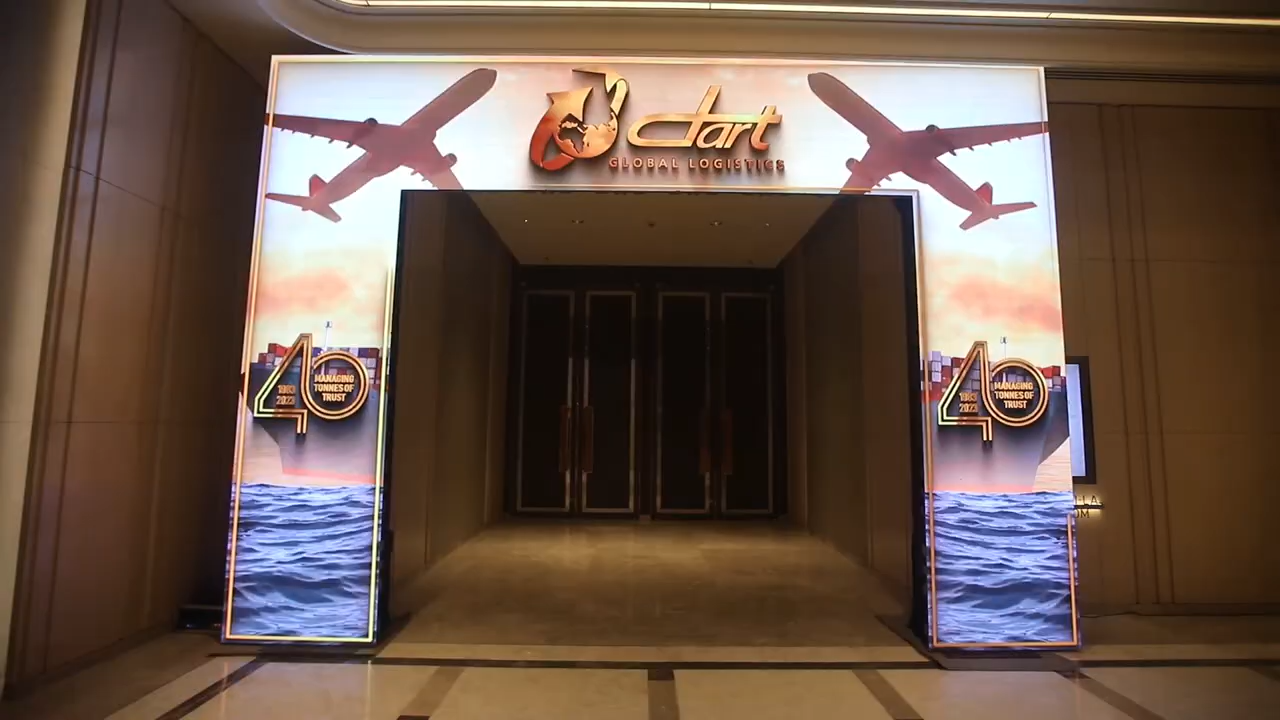 dart
GLOBAL LOGISTICS
40
1983
2023
MANAGING
TONNES OF
TRUST
40
1983
2023
MANAGING
TONNES OF
TRUST